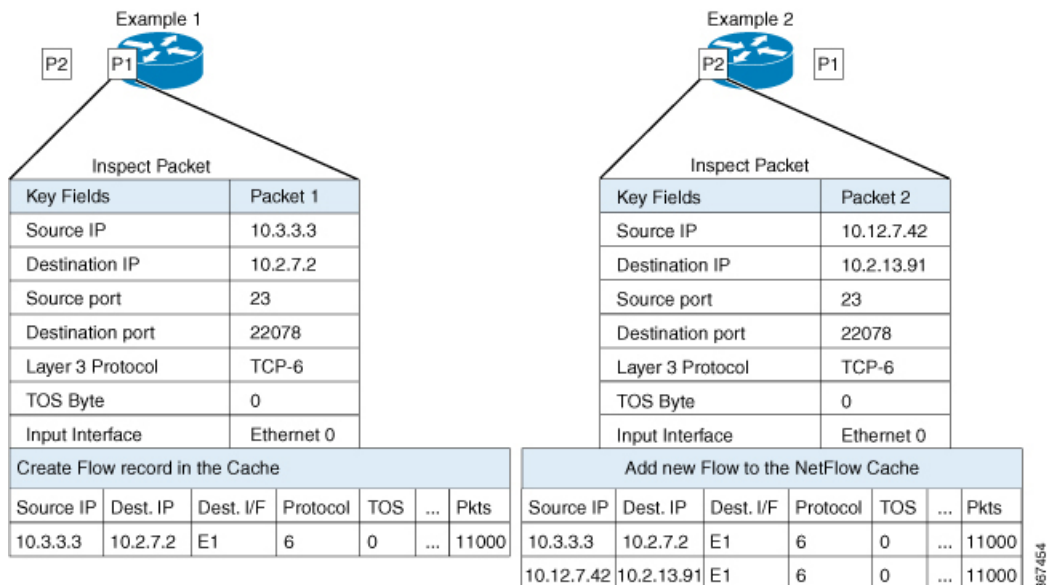 Example 1
P2 P1
Inspect Packet
Key Fields Packet 1
Source IP 10.3.3.3
Destination IP 10.2.7.2
Source port 23
Destination port 22078
Layer 3 Protocol TCP-6
TOS Byte 0
Input Interface Ethernet 0
Create Flow record in the Cache
Source IP Dest. IP Dest. I/F Protocol TOS ... Pkts
10.3.3.3 10.2.7.2 E1 6 0 ... 11000
Example 2
P2 P1
Inspect Packet
Key Fields Packet 2
Source IP 10.12.7.42
Destination IP 10.2.13.91
Source port 23
Destination port 22078
Layer 3 Protocol TCP-6
TOS Byte 0
Input Interface Ethernet 0
Add new Flow to the NetFlow Cache
Source IP Dest. IP Dest. I/F Protocol TOS ... Pkts
10.3.3.3 10.2.7.2 E1 6 0 ... 11000
10.12.7.42 10.2.13.91 E1 6 0 ... 11000